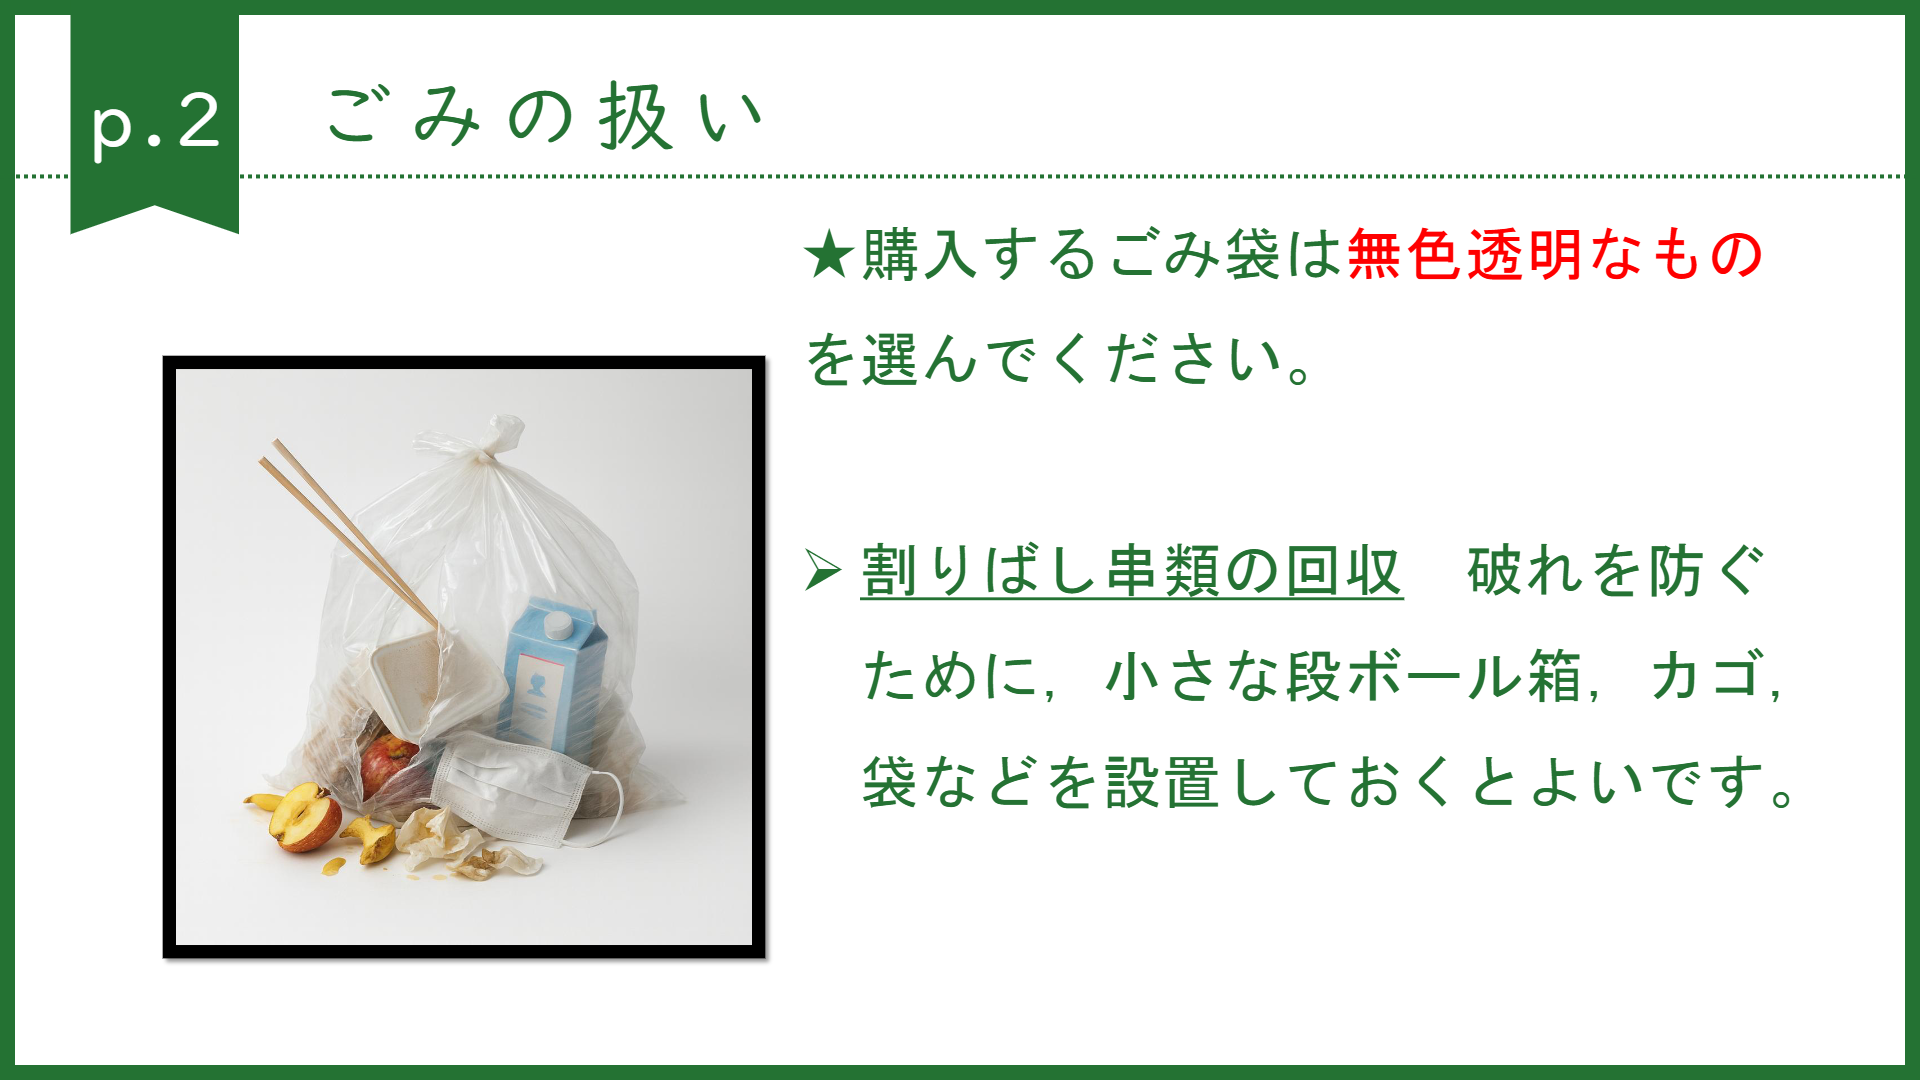 p.2
ごみの扱い
★購入するごみ袋は無色透明なもの
を選んでください。
➢ 割りばし串類の回収　破れを防ぐ
ために，小さな段ボール箱，カゴ，
袋などを設置しておくとよいです。